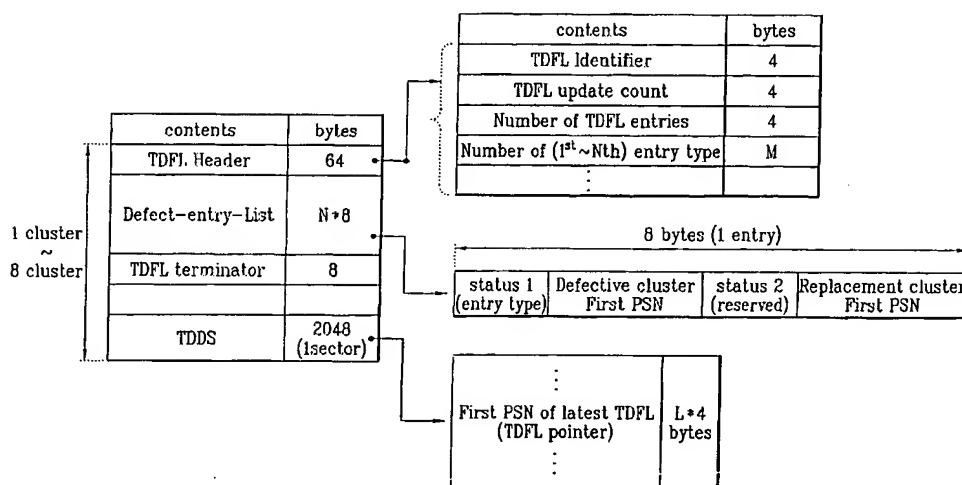 contents bytes
TDFL Identifier 4
TDFL update count 4
Number of TDFL entries 4
Number of (1st~Nth) entry type M
⋮
contents bytes
TDFL Header 64
Defect-entry-List N*8
TDFL terminator 8
TDDS 2048
(1sector)
1 cluster
~
8 cluster
8 bytes (1 entry)
status 1
(entry type)
Defective cluster
First PSN
status 2
(reserved)
Replacement cluster
First PSN
⋮
First PSN of latest TDFL
(TDFL pointer)
⋮
L*4
bytes